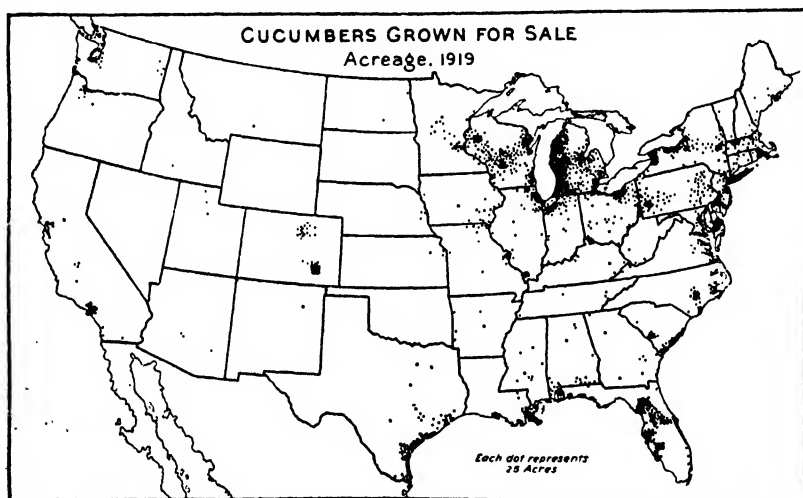 CUCUMBERS GROWN FOR SALE
Acreage, 1919
Each dot represents
25 Acres